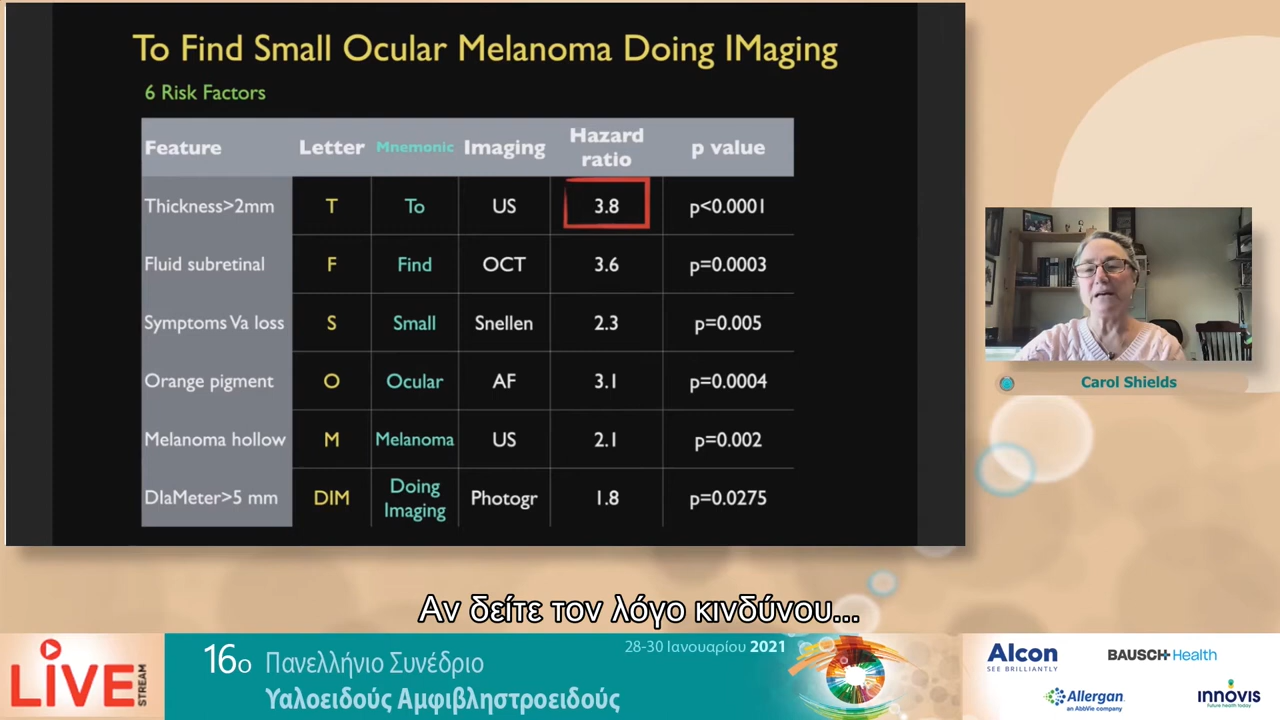 To Find Small Ocular Melanoma Doing IMaging
6 Risk Factors
Feature Letter Mnemonic Imaging Hazard ratio p value
Thickness>2mm T To US 3.8 p<0.0001
Fluid subretinal F Find OCT 3.6 p=0.0003
Symptoms Va loss S Small Snellen 2.3 p=0.005
Orange pigment O Ocular AF 3.1 p=0.0004
Melanoma hollow M Melanoma US 2.1 p=0.002
DIaMeter>5 mm DIM Doing Imaging Photogr 1.8 p=0.0275
Carol Shields
Αν δείτε τον λόγο κινδύνου...
LIVE STREAM
16ο Πανελλήνιο Συνέδριο
Υαλοειδούς Αμφιβληστροειδούς
28-30 Ιανουαρίου 2021
Alcon
SEE BRILLIANTLY
BAUSCH+Health
Allergan
an AbbVie company
INNOVIS
Future health today